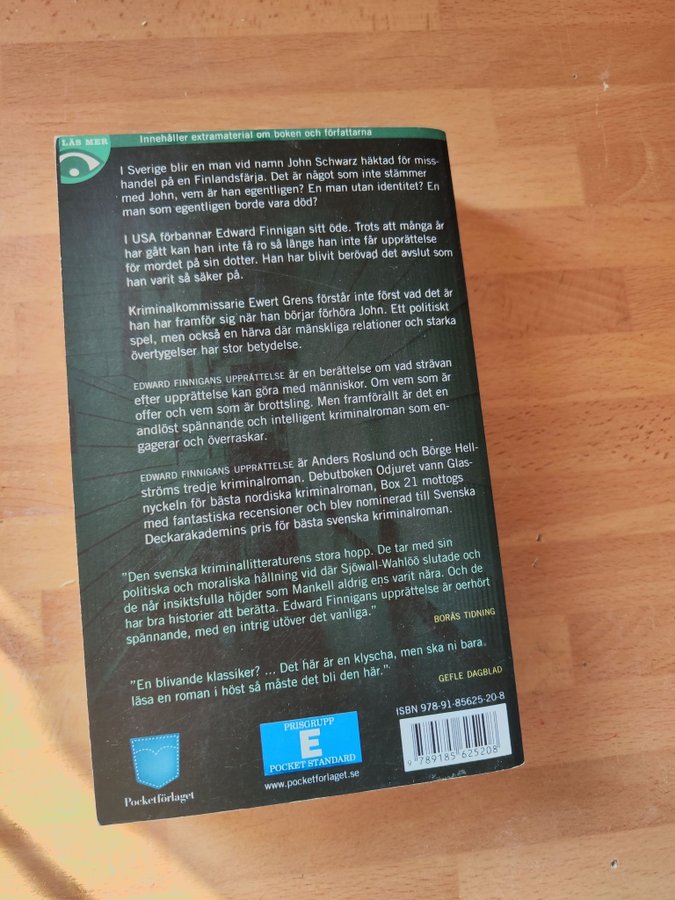 LÄS MER
Innehåller extramaterial om boken och författarna
I Sverige blir en man vid namn John Schwarz häktad för miss-
handel på en Finlandsfärja. Det är något som inte stämmer
med John, vem är han egentligen? En man utan identitet? En
man som egentligen borde vara död?
I USA förbannar Edward Finnigan sitt öde. Trots att många år
har gått kan han inte få ro så länge han inte får upprättelse
för mordet på sin dotter. Han har blivit berövad det avslut som
han varit så säker på.
Kriminalkommissarie Ewert Grens förstår inte först vad det är
han har framför sig när han börjar förhöra John. Ett politiskt
spel, men också en härva där mänskliga relationer och starka
övertygelser har stor betydelse.
EDWARD FINNIGANS UPPRÄTTELSE är en berättelse om vad strävan
efter upprättelse kan göra med människor. Om vem som är
offer och vem som är brottsling. Men framförallt är det en
andlöst spännande och intelligent kriminalroman som en-
gagerar och överraskar.
EDWARD FINNIGANS UPPRÄTTELSE är Anders Roslund och Börge Hell-
ströms tredje kriminalroman. Debutboken Odjuret vann Glas-
nyckeln för bästa nordiska kriminalroman, Box 21 mottogs
med fantastiska recensioner och blev nominerad till Svenska
Deckarakademins pris för bästa svenska kriminalroman.
"Den svenska kriminallitteraturens stora hopp. De tar med sin
politiska och moraliska hållning vid där Sjöwall-Wahlöö slutade och
de når insiktsfulla höjder som Mankell aldrig ens varit nära. Och de
har bra historier att berätta. Edward Finnigans upprättelse är oerhört
spännande, med en intrig utöver det vanliga."
BORÅS TIDNING
"En blivande klassiker? ... Det här är en klyscha, men ska ni bara
läsa en roman i höst så måste det bli den här."
GEFLE DAGBLAD
ISBN 978-91-85625-20-8
9 789185 625208
PRISGRUPP
E
POCKET STANDARD
www.pocketforlaget.se
Pocketförlaget